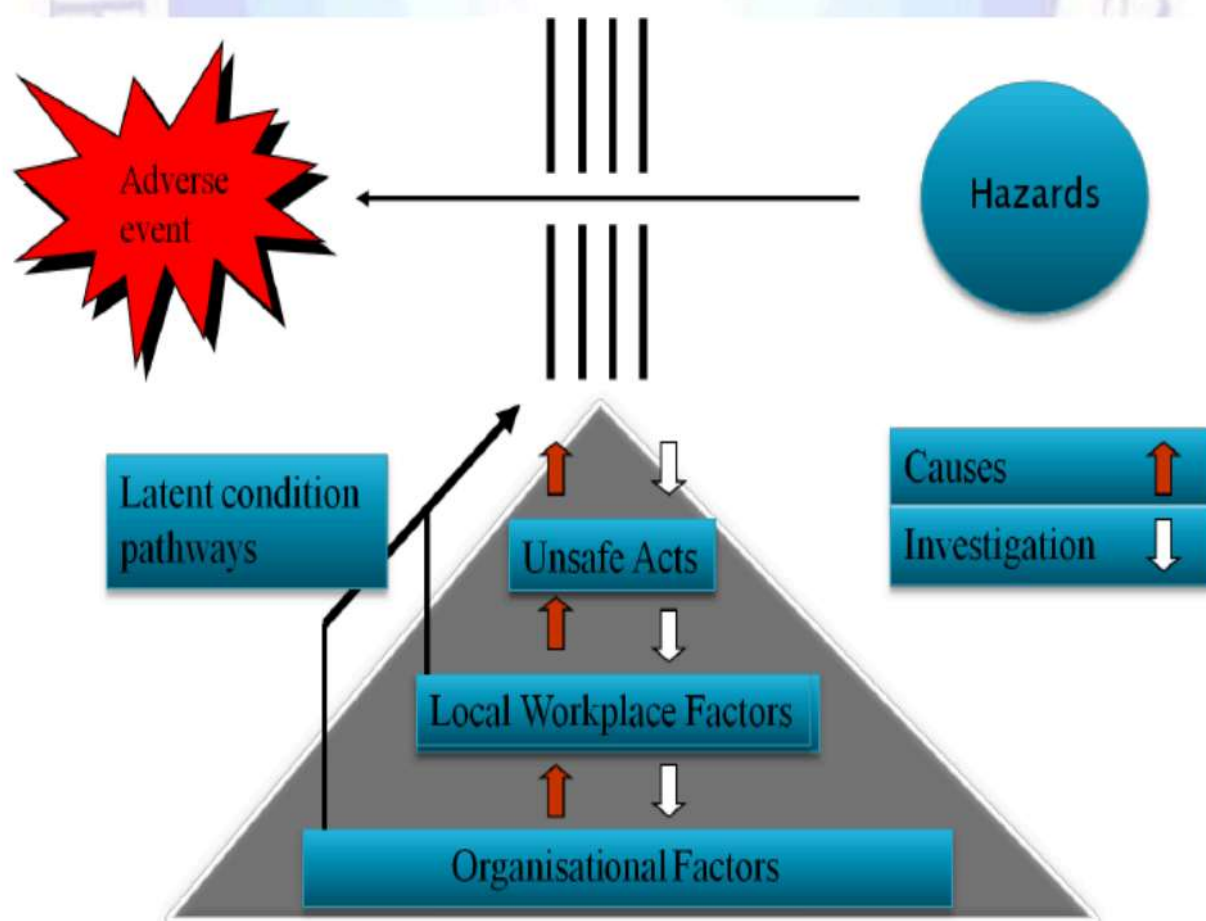 Adverse
event
Hazards
Latent condition
pathways
Causes
Investigation
Unsafe Acts
Local Workplace Factors
Organisational Factors